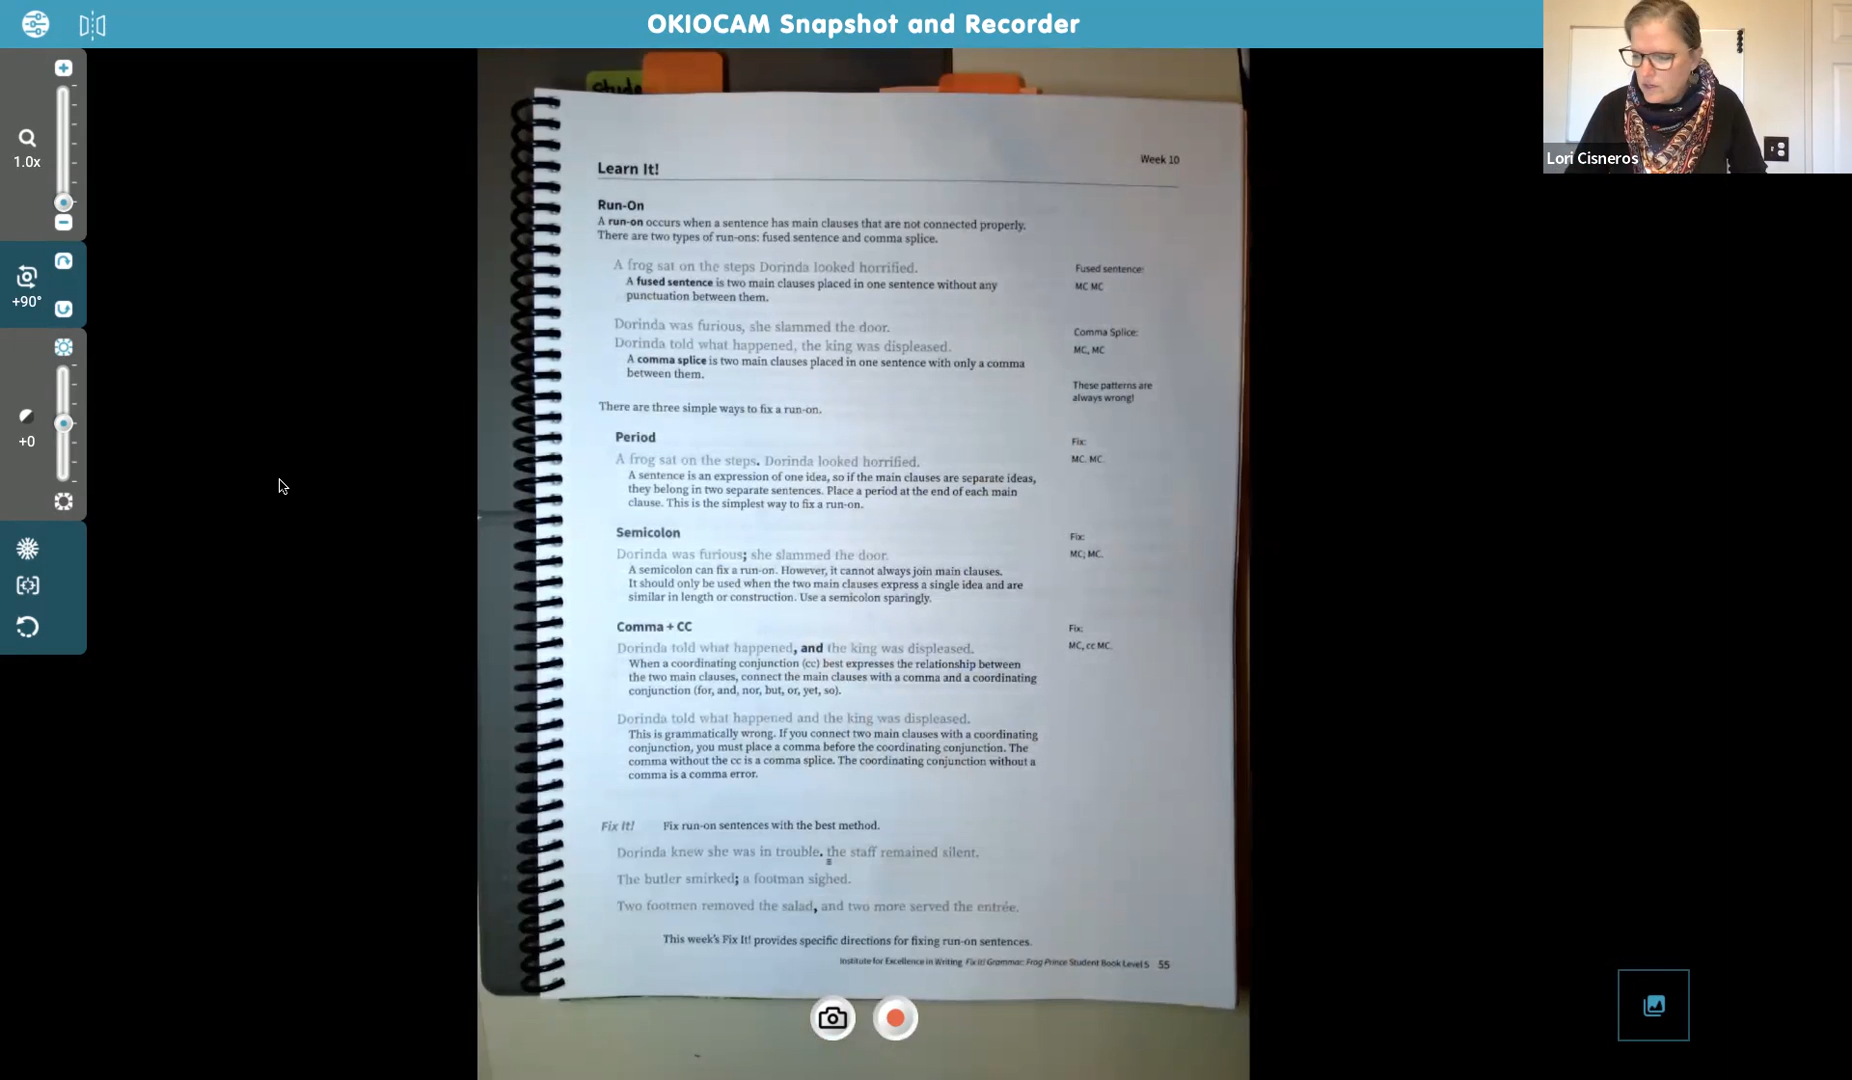 OKIOCAM Snapshot and Recorder
1.0x
+90°
+0
Lori Cisneros
Week 10
Learn It!
Run-On
A run-on occurs when a sentence has main clauses that are not connected properly.
There are two types of run-ons: fused sentence and comma splice.
A frog sat on the steps Dorinda looked horrified.
A fused sentence is two main clauses placed in one sentence without any
punctuation between them.
Fused sentence:
MC MC
Dorinda was furious, she slammed the door.
Dorinda told what happened, the king was displeased.
A comma splice is two main clauses placed in one sentence with only a comma
between them.
Comma Splice:
MC, MC
These patterns are
always wrong!
There are three simple ways to fix a run-on.
Period
A frog sat on the steps. Dorinda looked horrified.
A sentence is an expression of one idea, so if the main clauses are separate ideas,
they belong in two separate sentences. Place a period at the end of each main
clause. This is the simplest way to fix a run-on.
Fix:
MC. MC.
Semicolon
Dorinda was furious; she slammed the door.
A semicolon can fix a run-on. However, it cannot always join main clauses.
It should only be used when the two main clauses express a single idea and are
similar in length or construction. Use a semicolon sparingly.
Fix:
MC; MC.
Comma + CC
Dorinda told what happened, and the king was displeased.
When a coordinating conjunction (cc) best expresses the relationship between
the two main clauses, connect the main clauses with a comma and a coordinating
conjunction (for, and, nor, but, or, yet, so).
Fix:
MC, cc MC.
Dorinda told what happened and the king was displeased.
This is grammatically wrong. If you connect two main clauses with a coordinating
conjunction, you must place a comma before the coordinating conjunction. The
comma without the cc is a comma splice. The coordinating conjunction without a
comma is a comma error.
Fix It! Fix run-on sentences with the best method.
Dorinda knew she was in trouble. the staff remained silent.
The butler smirked; a footman sighed.
Two footmen removed the salad, and two more served the entrée.
This week's Fix It! provides specific directions for fixing run-on sentences.
Institute for Excellence in Writing Fix It! Grammar: Frog Prince Student Book Level 5 55